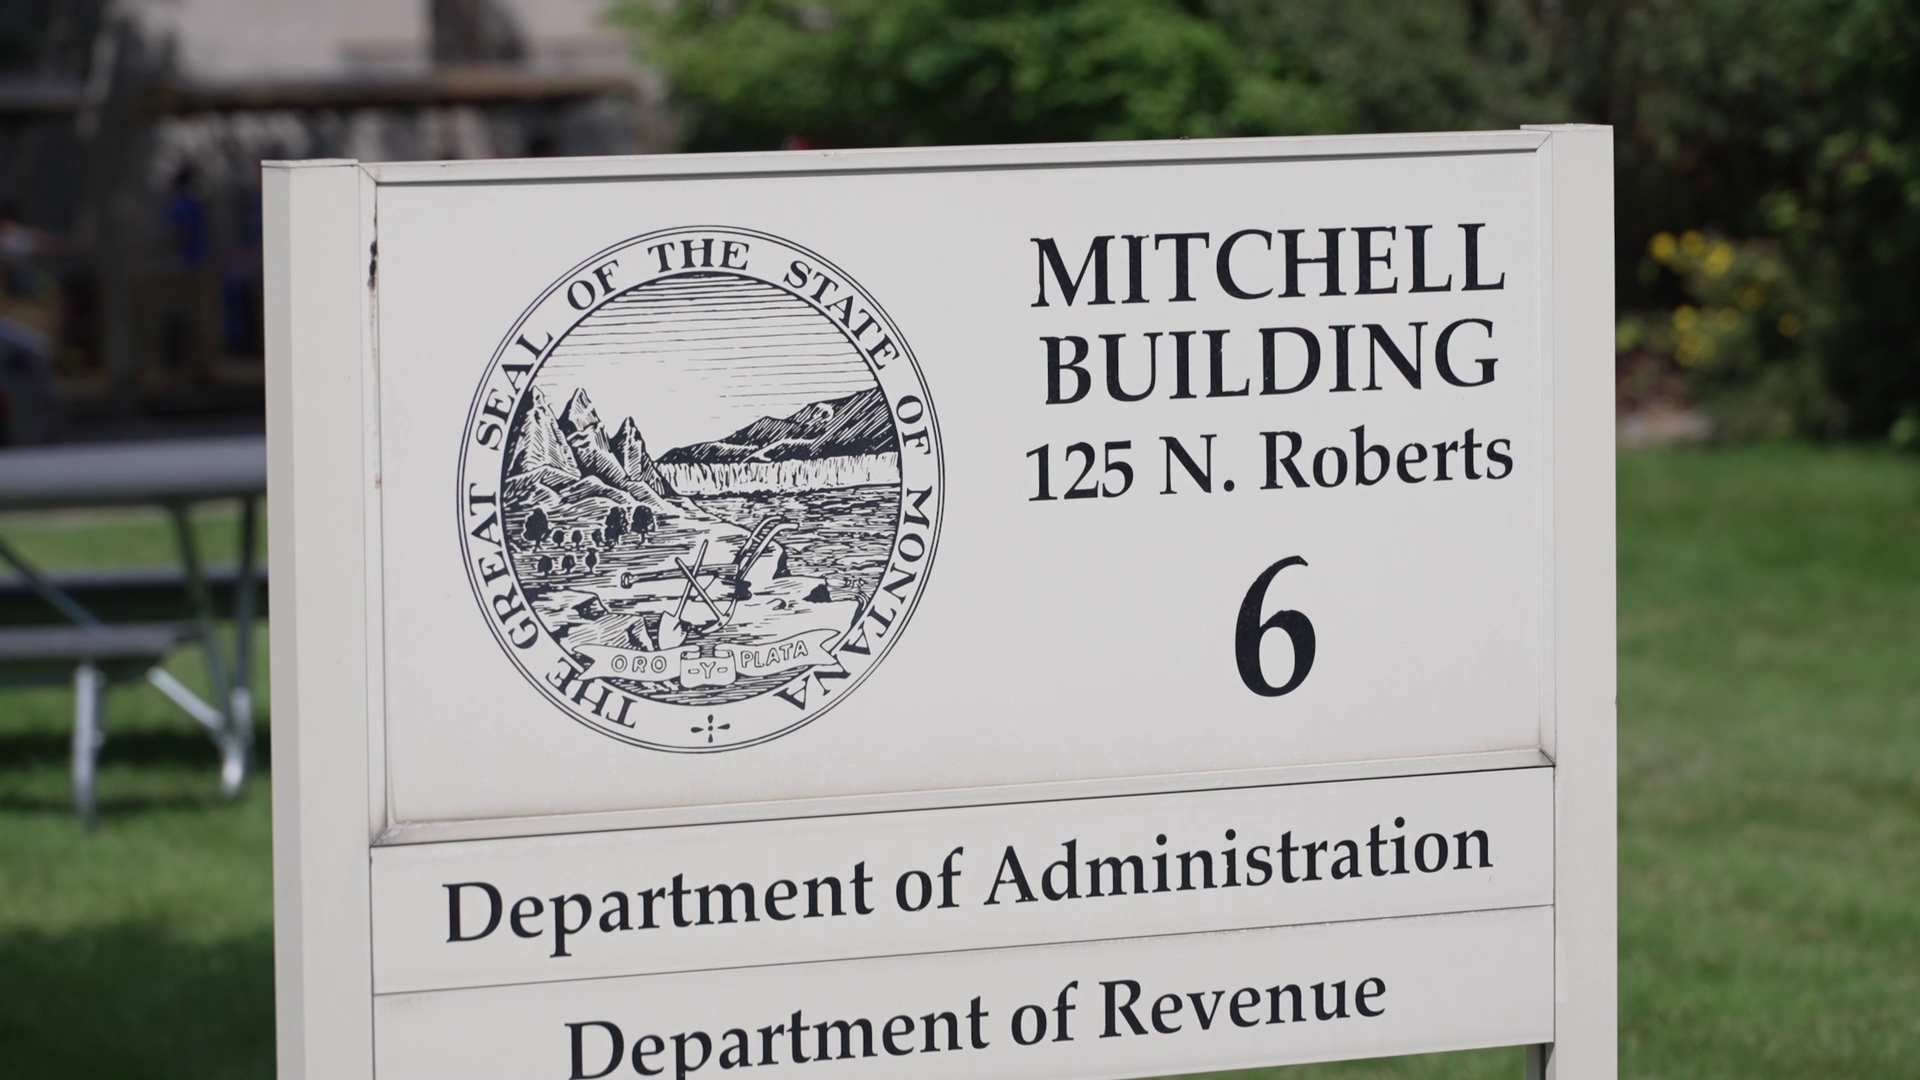 THE GREAT SEAL OF THE STATE OF MONTANA
ORO -Y- PLATA
MITCHELL
BUILDING
125 N. Roberts
6
Department of Administration
Department of Revenue